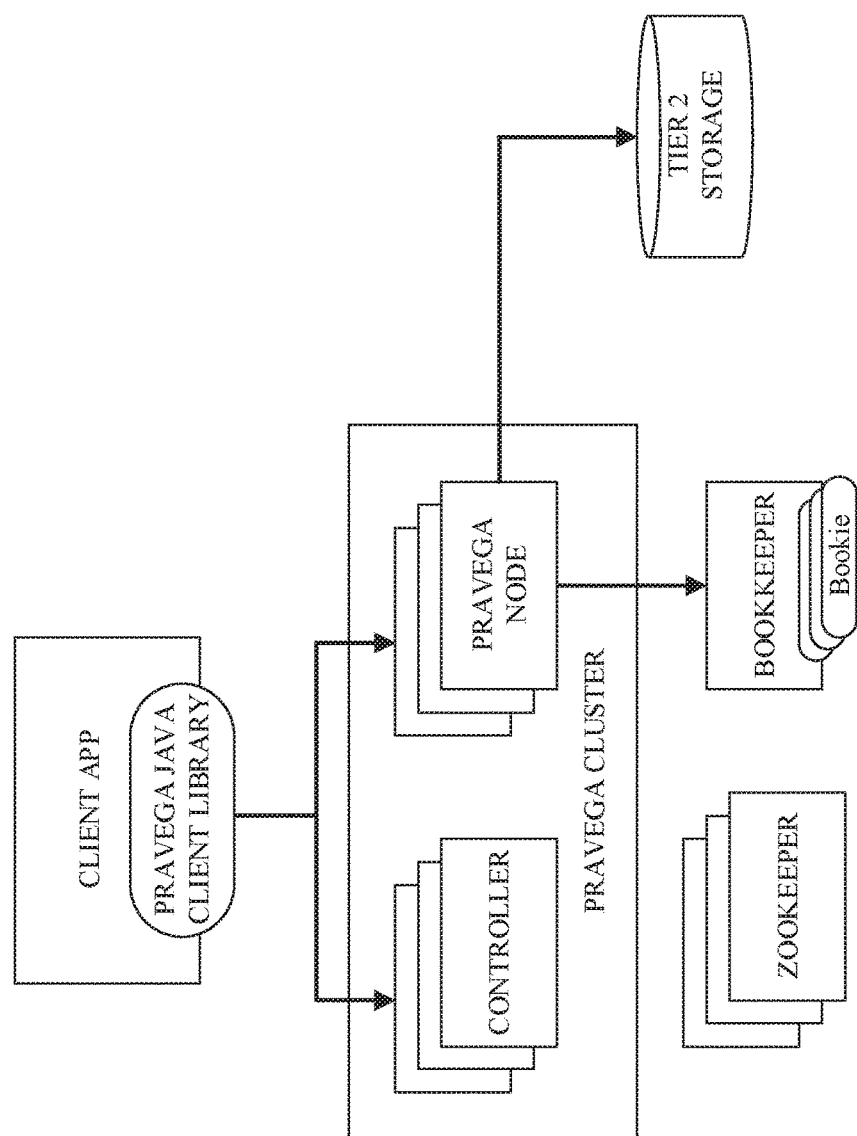 CLIENT APP
PRAVEGA JAVA
CLIENT LIBRARY
CONTROLLER
PRAVEGA
NODE
PRAVEGA CLUSTER
TIER 2
STORAGE
ZOOKEEPER
BOOKKEEPER
Bookie